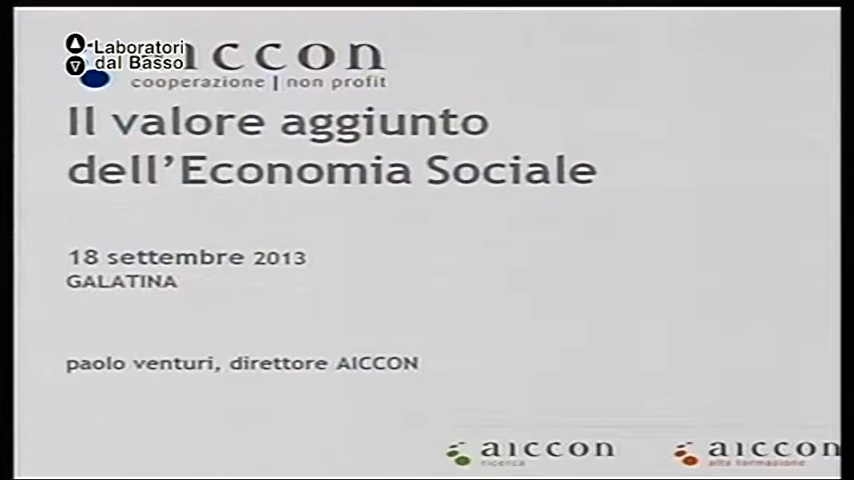 Laboratori
dal Basso
aiccon
cooperazione | non profit
Il valore aggiunto
dell'Economia Sociale
18 settembre 2013
GALATINA
paolo venturi, direttore AICCON
aiccon
ricerca
aiccon
alta formazione